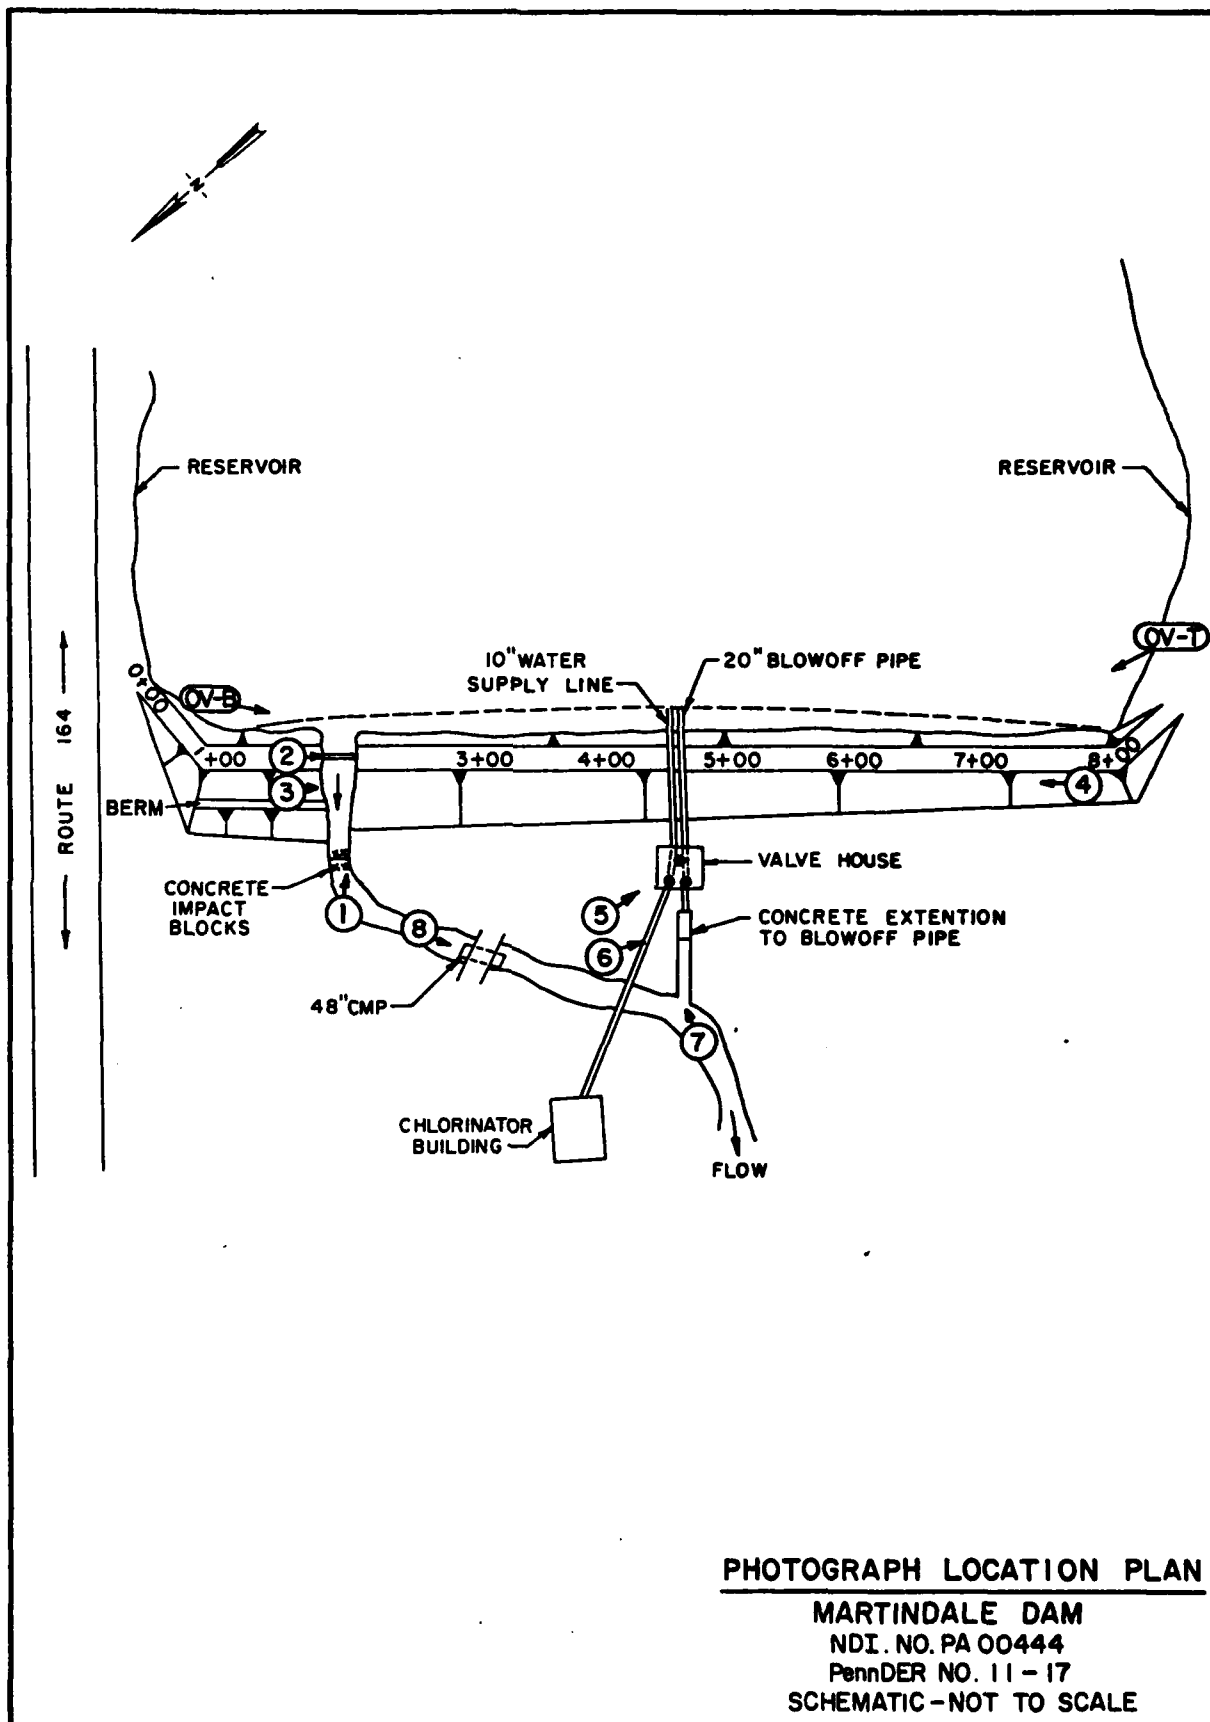 N
RESERVOIR
RESERVOIR
ROUTE 164
OV-T
OV-B
10" WATER
SUPPLY LINE
20" BLOWOFF PIPE
0+00
1+00
2
3+00
4+00
5+00
6+00
7+00
8+00
3
4
BERM
VALVE HOUSE
CONCRETE
IMPACT
BLOCKS
1
8
5
6
CONCRETE EXTENTION
TO BLOWOFF PIPE
48" CMP
7
CHLORINATOR
BUILDING
FLOW
PHOTOGRAPH LOCATION PLAN
MARTINDALE DAM
NDI. NO. PA 00444
PennDER NO. 11-17
SCHEMATIC-NOT TO SCALE